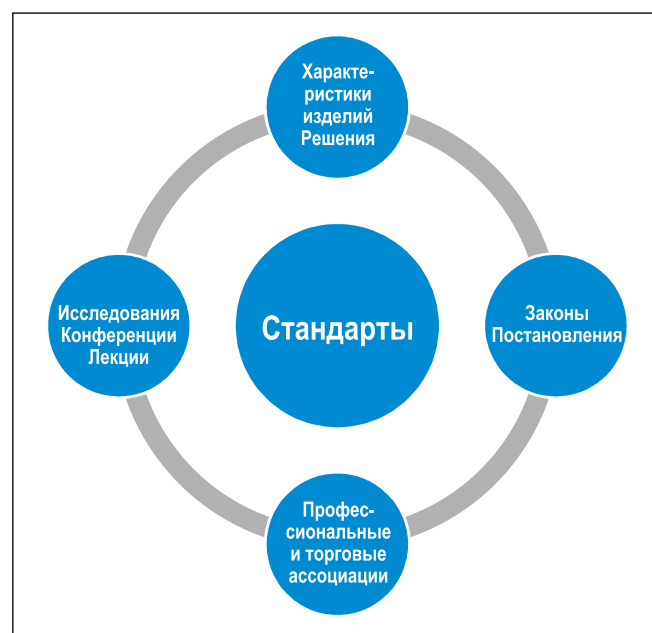 Характе-
ристики
изделий
Решения
Исследования
Конференции
Лекции
Стандарты
Законы
Постановления
Профес-
сиональные
и торговые
ассоциации